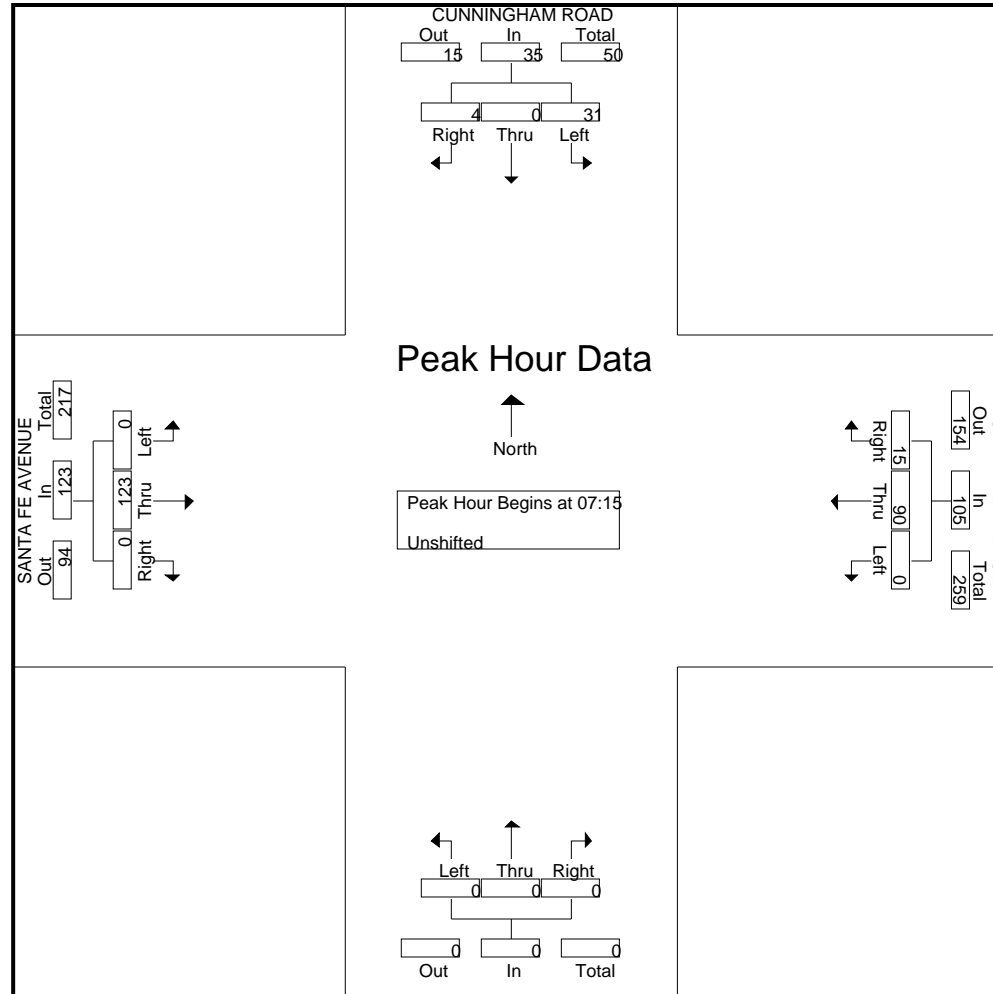 CUNNINGHAM ROAD
Out In Total
15 35 50
4 0 31
Right Thru Left
Peak Hour Data
North
Peak Hour Begins at 07:15
Unshifted
SANTA FE AVENUE
Total In Out
217 123 94
0 123 0
Left Thru Right
Out In Total
154 105 259
15 90 0
Right Thru Left
Left Thru Right
0 0 0
0 0 0
Out In Total